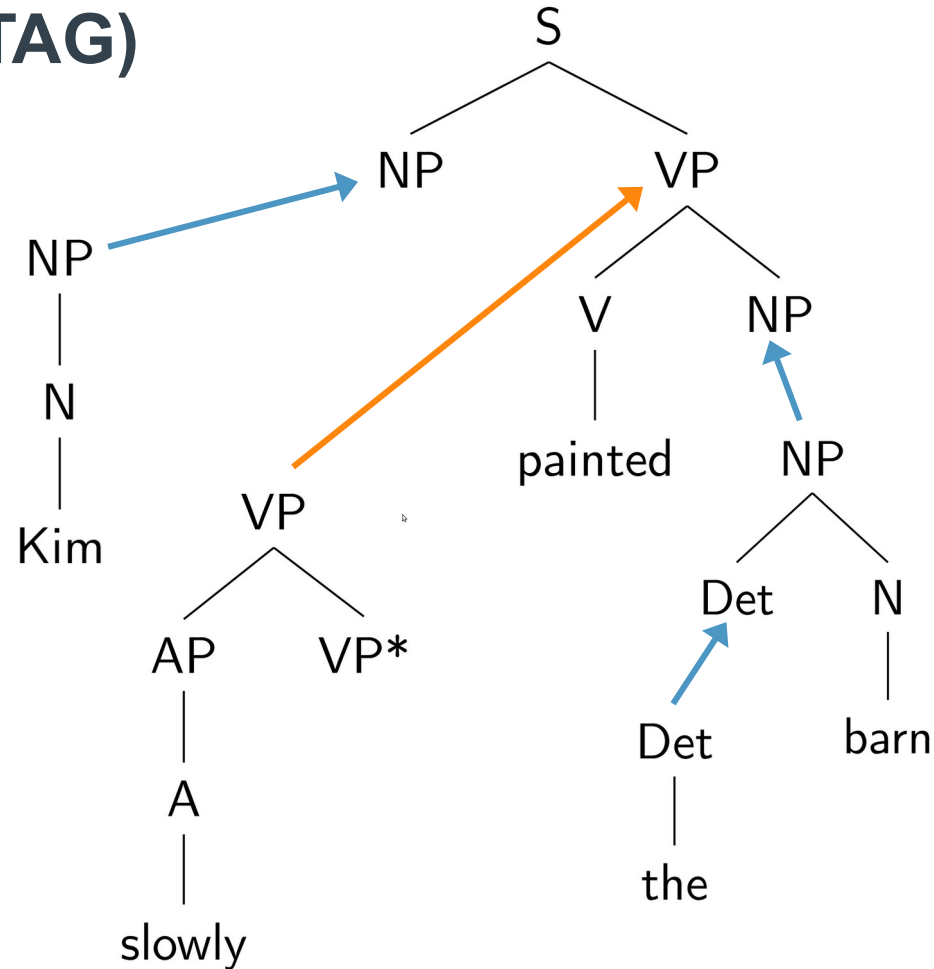 TAG)
S
NP VP
NP
V NP
N
painted NP
VP
Kim
Det N
AP VP*
Det barn
A
the
slowly